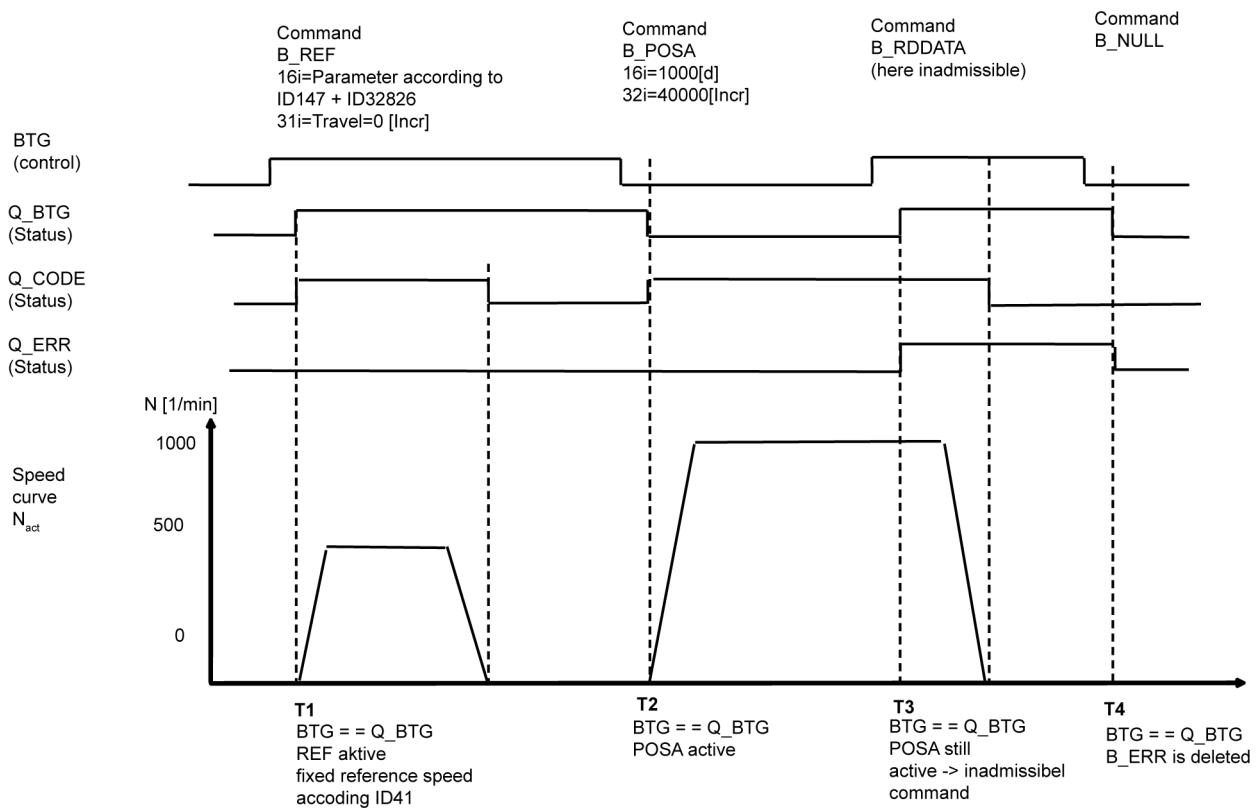 Command
B_REF
16i=Parameter according to
ID147 + ID32826
31i=Travel=0 [Incr]
Command
B_POSA
16i=1000[d]
32i=40000[Incr]
Command
B_RDDATA
(here inadmissible)
Command
B_NULL
BTG
(control)
Q_BTG
(Status)
Q_CODE
(Status)
Q_ERR
(Status)
N [1/min]
1000
Speed
curve
Nact
500
0
T1
BTG = = Q_BTG
REF aktive
fixed reference speed
accoding ID41
T2
BTG = = Q_BTG
POSA active
T3
BTG = = Q_BTG
POSA still
active -> inadmissibel
command
T4
BTG = = Q_BTG
B_ERR is deleted